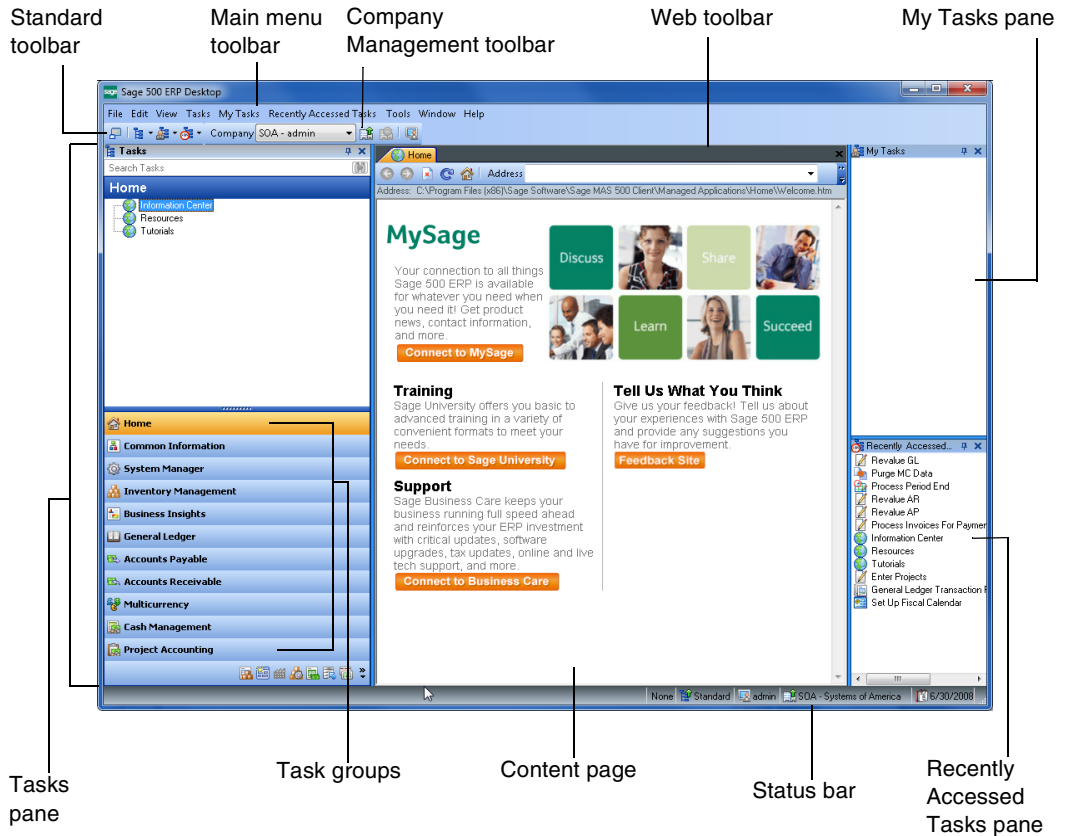 Standard
toolbar
Main menu
toolbar
Company
Management toolbar
Web toolbar
My Tasks pane
sage Sage 500 ERP Desktop
File Edit View Tasks My Tasks Recently Accessed Tasks Tools Window Help
Company SOA - admin
Tasks
Search Tasks
Home
Information Center
Resources
Tutorials
Home
Common Information
System Manager
Inventory Management
Business Insights
General Ledger
Accounts Payable
Accounts Receivable
Multicurrency
Cash Management
Project Accounting
Home
Address
Address: C:\Program Files (x86)\Sage Software\Sage MAS 500 Client\Managed Applications\Home\Welcome.htm
MySage
Your connection to all things
Sage 500 ERP is available
for whatever you need when
you need it! Get product
news, contact information,
and more.
Connect to MySage
Discuss
Share
Learn
Succeed
Training
Sage University offers you basic to
advanced training in a variety of
convenient formats to meet your
needs.
Connect to Sage University
Support
Sage Business Care keeps your
business running full speed ahead
and reinforces your ERP investment
with critical updates, software
upgrades, tax updates, online and live
tech support, and more.
Connect to Business Care
Tell Us What You Think
Give us your feedback! Tell us about
your experiences with Sage 500 ERP
and provide any suggestions you
have for improvement.
Feedback Site
My Tasks
Recently Accessed...
Revalue GL
Purge MC Data
Process Period End
Revalue AR
Revalue AP
Process Invoices For Paymen
Information Center
Resources
Tutorials
Enter Projects
General Ledger Transaction F
Set Up Fiscal Calendar
None Standard admin SOA - Systems of America 6/30/2008
Tasks
pane
Task groups
Content page
Status bar
Recently
Accessed
Tasks pane